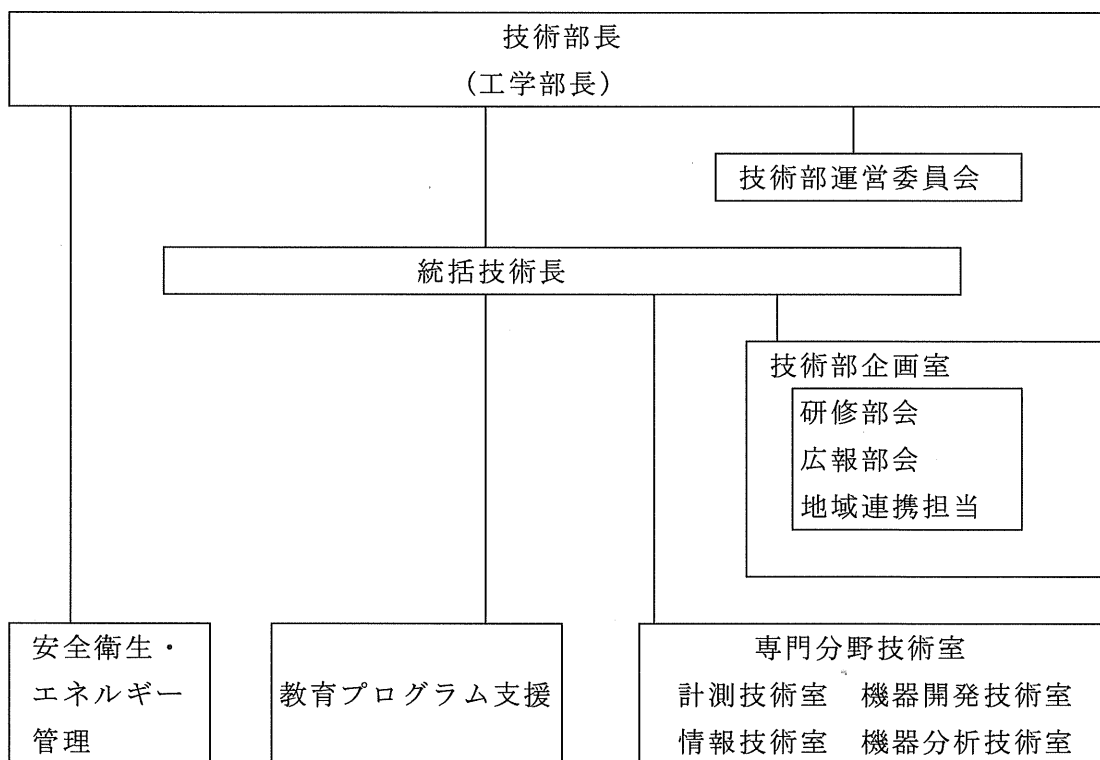 技術部長
(工学部長)
技術部運営委員会
統括技術長
技術部企画室
研修部会
広報部会
地域連携担当
安全衛生・
エネルギー
管理
教育プログラム支援
専門分野技術室
計測技術室 機器開発技術室
情報技術室 機器分析技術室